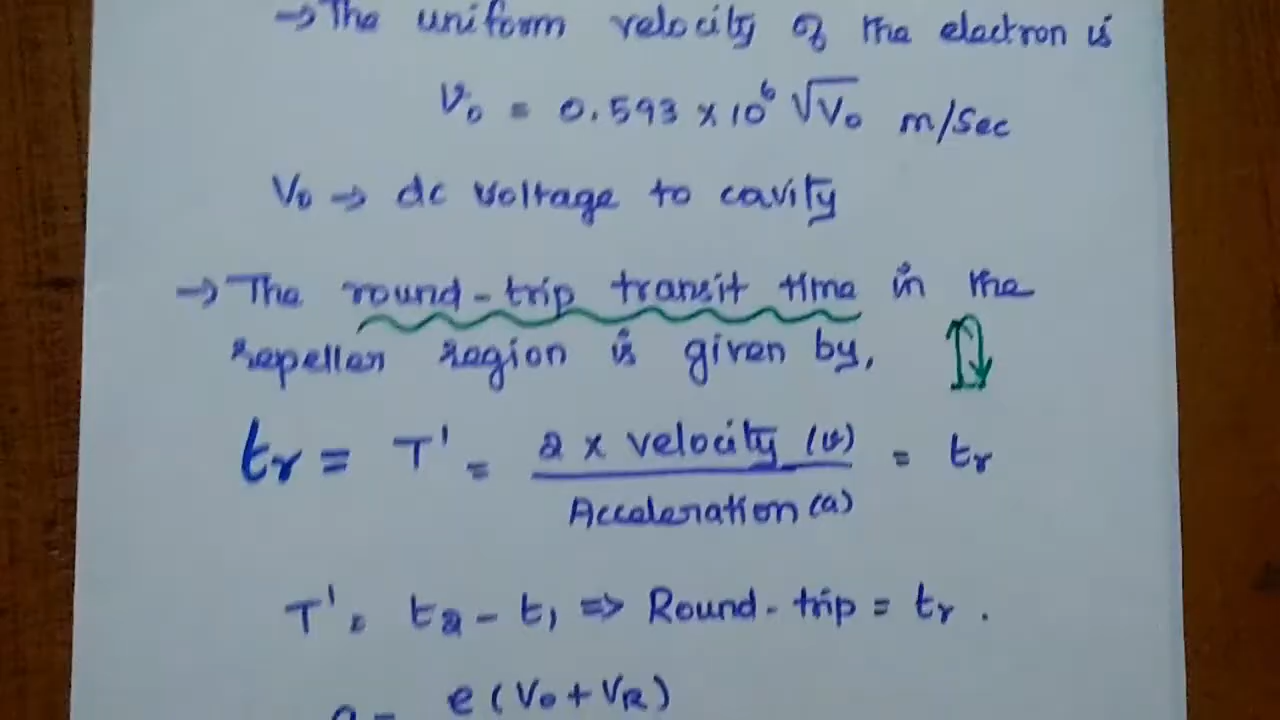 → The uniform velocity of the electron is
v₀ = 0.593 × 10⁶ √V₀ m/sec
V₀ → dc voltage to cavity
→ The round-trip transit time in the
repeller region is given by,
tr = T' = 2 × velocity (v) / Acceleration (a) = tr
T' = t₂ - t₁ ⇒ Round-trip = tr.
a = e(V₀ + VR)